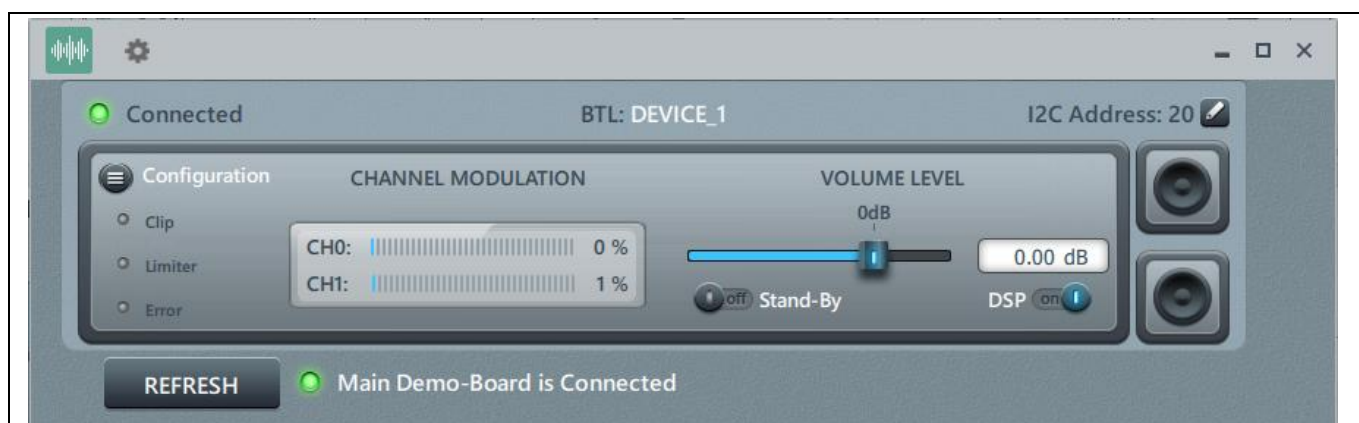 Connected
BTL: DEVICE_1
I2C Address: 20
Configuration
CHANNEL MODULATION
VOLUME LEVEL
Clip
0dB
CH0: 0 %
0.00 dB
Limiter
CH1: 1 %
off Stand-By
DSP on
Error
REFRESH
Main Demo-Board is Connected